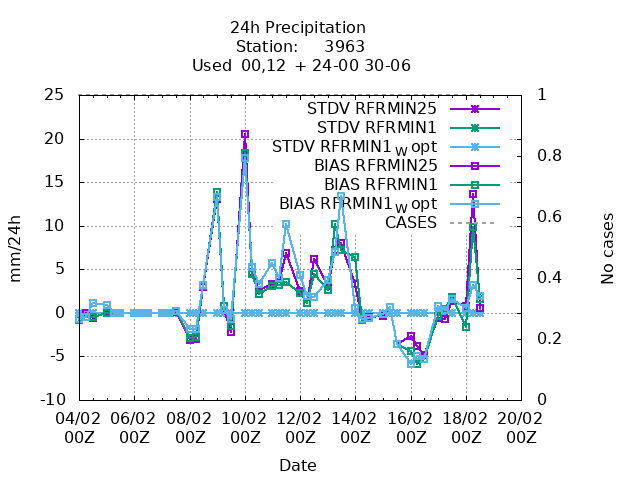 24h Precipitation
Station: 3963
Used 00,12 + 24-00 30-06
25 1
STDV RFRMIN25
STDV RFRMIN1
20
STDV RFRMIN1W opt
0.8
BIAS RFRMIN25
15
BIAS RFRMIN1
BIAS RFRMIN1W opt
0.6
CASES
10
mm/24h
No cases
5
0.4
0
0.2
-5
-10 0
04/02 06/02 08/02 10/02 12/02 14/02 16/02 18/02 20/02
00Z 00Z 00Z 00Z 00Z 00Z 00Z 00Z 00Z
Date